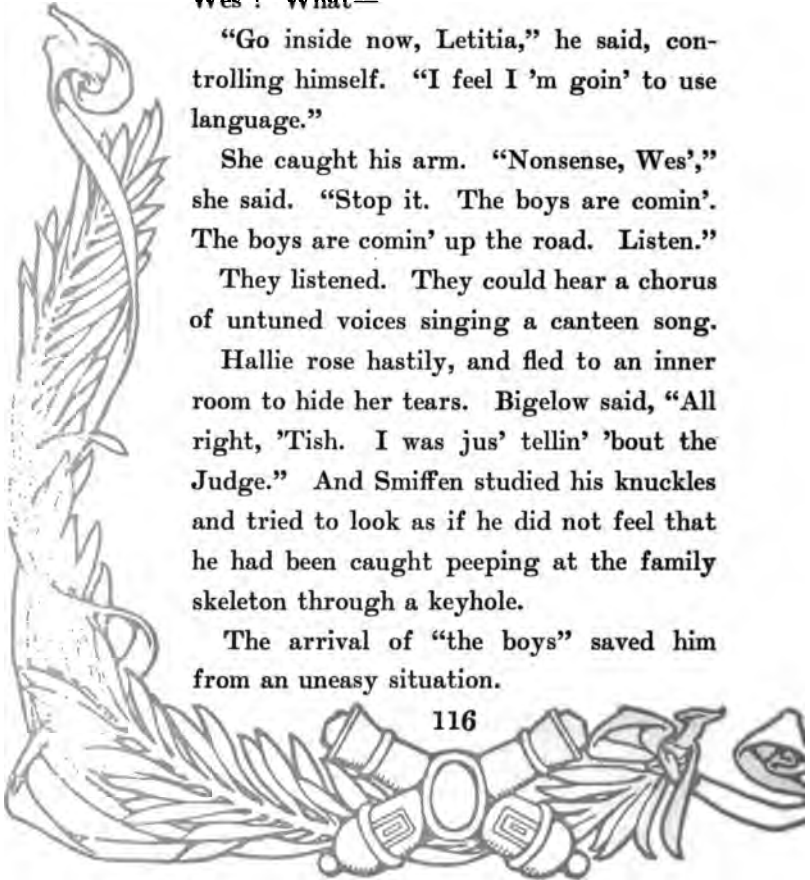 Wes'? What—
“Go inside now, Letitia,” he said, con-
trolling himself. “I feel I 'm goin' to use
language.”
She caught his arm. “Nonsense, Wes',”
she said. “Stop it. The boys are comin'.
The boys are comin' up the road. Listen.”
They listened. They could hear a chorus
of untuned voices singing a canteen song.
Hallie rose hastily, and fled to an inner
room to hide her tears. Bigelow said, “All
right, 'Tish. I was jus' tellin' 'bout the
Judge.” And Smiffen studied his knuckles
and tried to look as if he did not feel that
he had been caught peeping at the family
skeleton through a keyhole.
The arrival of “the boys” saved him
from an uneasy situation.
116